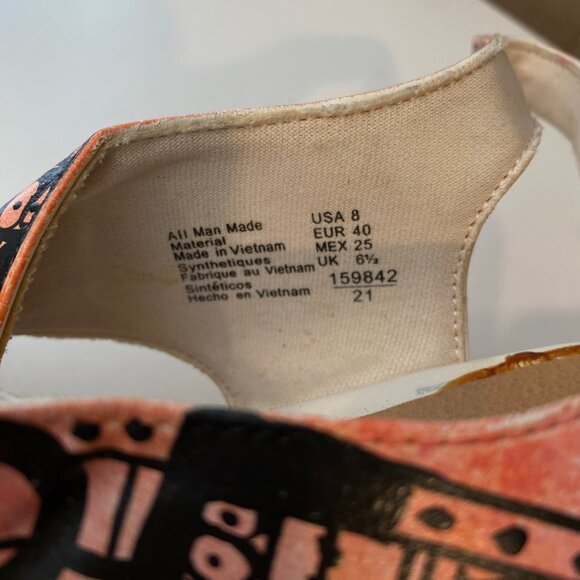 All Man Made
Material
Made in Vietnam
Synthetiques
Fabrique au Vietnam
Sintéticos
Hecho en Vietnam
USA 8
EUR 40
MEX 25
UK 6½
159842
21